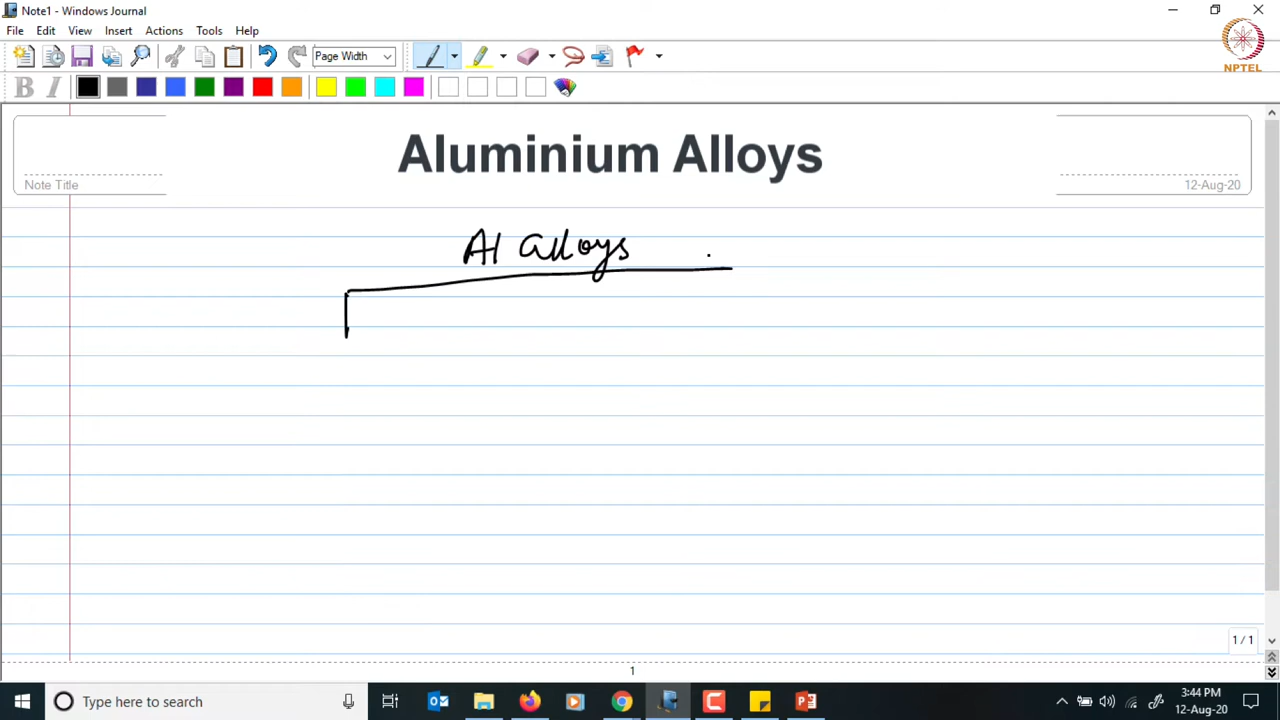 Note1 - Windows Journal
File Edit View Insert Actions Tools Help
Page Width
NPTEL
B I
Aluminium Alloys
Note Title
12-Aug-20
Al alloys
1 / 1
1
Type here to search
3:44 PM
12-Aug-20